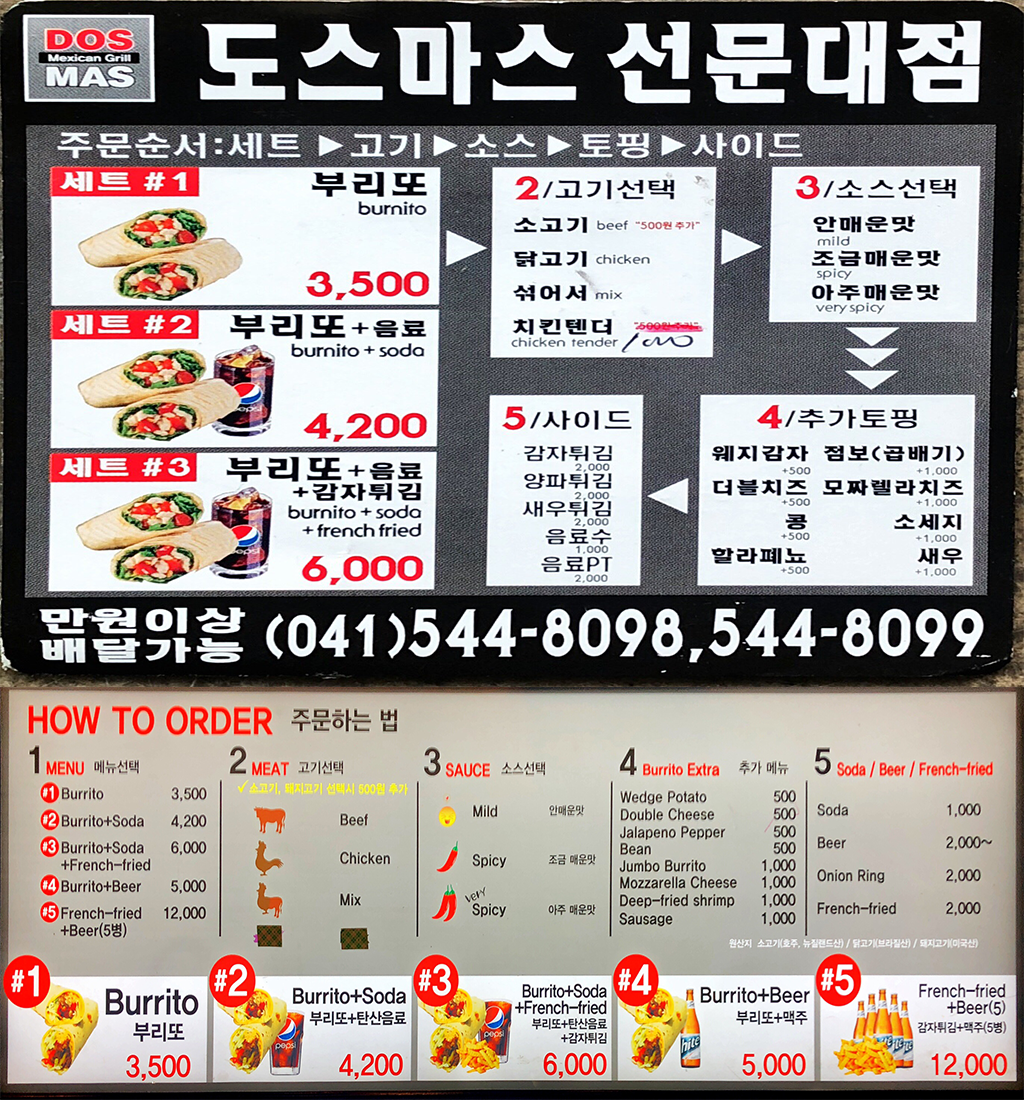 DOS
Mexican Grill
MAS
도스마스 선문대점
주문순서:세트 ▶고기▶소스▶토핑▶사이드
세트 #1
부리또
burnito
3,500
세트 #2
부리또+음료
burnito + soda
4,200
세트 #3
부리또+음료
+감자튀김
burnito + soda
+ french fried
6,000
2/고기선택
소고기 beef "500원 추가"
닭고기 chicken
섞어서 mix
치킨텐더 "500원 추가"
chicken tender 1000
3/소스선택
안매운맛
mild
조금매운맛
spicy
아주매운맛
very spicy
4/추가토핑
웨지감자 점보(곱배기)
+500 +1,000
더블치즈 모짜렐라치즈
+500 +1,000
콩 소세지
+500 +1,000
할라페뇨 새우
+500 +1,000
5/사이드
감자튀김
2,000
양파튀김
2,000
새우튀김
2,000
음료수
1,000
음료PT
2,000
만원이상
배달가능
(041)544-8098,544-8099
HOW TO ORDER 주문하는 법
1 MENU 메뉴선택
#1 Burrito 3,500
#2 Burrito+Soda 4,200
#3 Burrito+Soda 6,000
+French-fried
#4 Burrito+Beer 5,000
#5 French-fried 12,000
+Beer(5병)
2 MEAT 고기선택
✓소고기, 돼지고기 선택시 500원 추가
Beef
Chicken
Mix
3 SAUCE 소스선택
Mild 안매운맛
Spicy 조금 매운맛
very
Spicy 아주 매운맛
4 Burrito Extra 추가 메뉴
Wedge Potato 500
Double Cheese 500
Jalapeno Pepper 500
Bean 500
Jumbo Burrito 1,000
Mozzarella Cheese 1,000
Deep-fried shrimp 1,000
Sausage 1,000
5 Soda / Beer / French-fried
Soda 1,000
Beer 2,000~
Onion Ring 2,000
French-fried 2,000
원산지 소고기(호주, 뉴질랜드산) / 닭고기(브라질산) / 돼지고기(미국산)
#1
Burrito
부리또
3,500
#2
Burrito+Soda
부리또+탄산음료
pepsi
4,200
#3
Burrito+Soda
+French-fried
부리또+탄산음료
+감자튀김
pepsi
6,000
#4
Burrito+Beer
부리또+맥주
hite
5,000
#5
French-fried
+Beer(5)
감자튀김+맥주(5병)
12,000